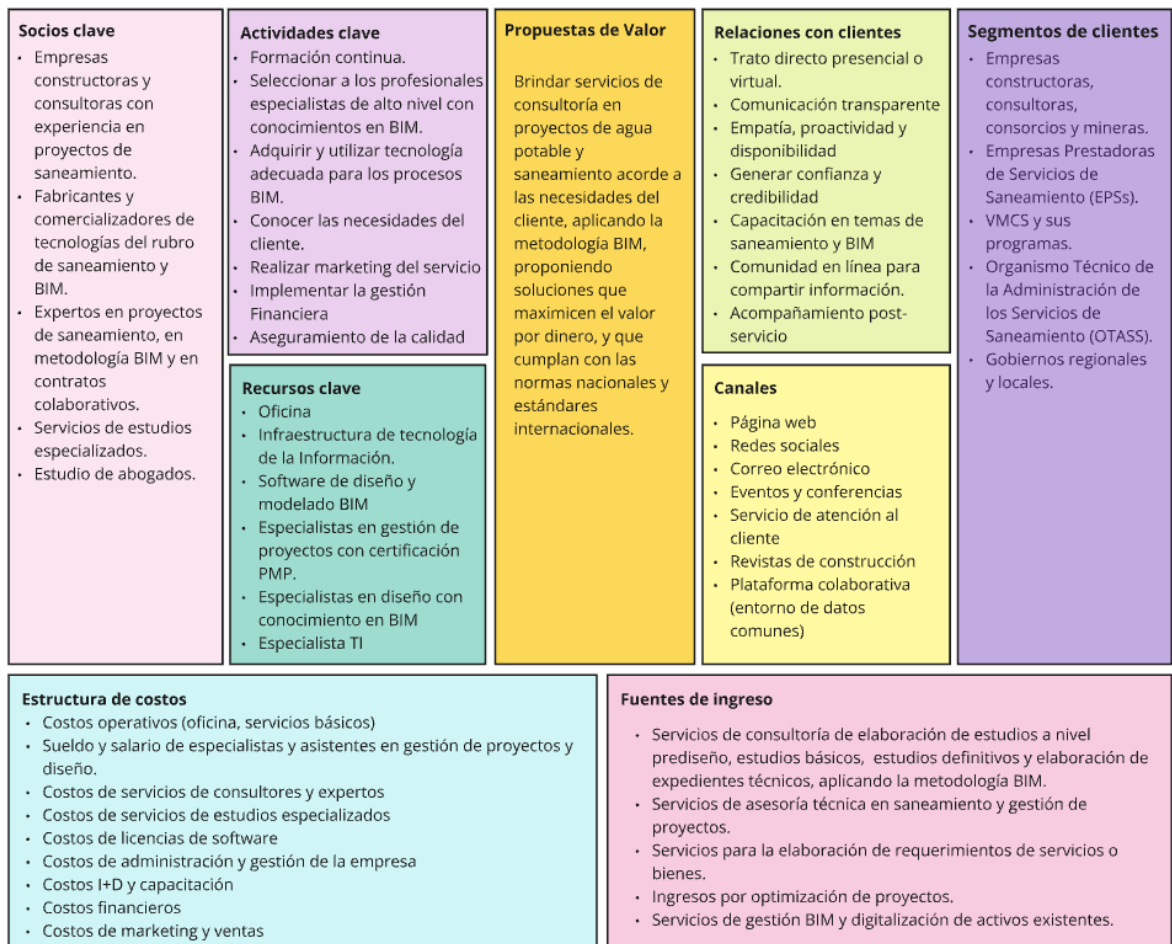 Socios clave
• Empresas
constructoras y
consultoras con
experiencia en
proyectos de
saneamiento.
• Fabricantes y
comercializadores de
tecnologías del rubro
de saneamiento y
BIM.
• Expertos en proyectos
de saneamiento, en
metodología BIM y en
contratos
colaborativos.
• Servicios de estudios
especializados.
• Estudio de abogados.
Actividades clave
• Formación continua.
• Seleccionar a los profesionales
especialistas de alto nivel con
conocimientos en BIM.
• Adquirir y utilizar tecnología
adecuada para los procesos
BIM.
• Conocer las necesidades del
cliente.
• Realizar marketing del servicio
• Implementar la gestión
Financiera
• Aseguramiento de la calidad
Recursos clave
• Oficina
• Infraestructura de tecnología
de la Información.
• Software de diseño y
modelado BIM
• Especialistas en gestión de
proyectos con certificación
PMP.
• Especialistas en diseño con
conocimiento en BIM
• Especialista TI
Propuestas de Valor
Brindar servicios de
consultoría en
proyectos de agua
potable y
saneamiento acorde a
las necesidades del
cliente, aplicando la
metodología BIM,
proponiendo
soluciones que
maximicen el valor
por dinero, y que
cumplan con las
normas nacionales y
estándares
internacionales.
Relaciones con clientes
• Trato directo presencial o
virtual.
• Comunicación transparente
• Empatía, proactividad y
disponibilidad
• Generar confianza y
credibilidad
• Capacitación en temas de
saneamiento y BIM
• Comunidad en línea para
compartir información.
• Acompañamiento post-
servicio
Canales
• Página web
• Redes sociales
• Correo electrónico
• Eventos y conferencias
• Servicio de atención al
cliente
• Revistas de construcción
• Plataforma colaborativa
(entorno de datos
comunes)
Segmentos de clientes
• Empresas
constructoras,
consultoras,
consorcios y mineras.
• Empresas Prestadoras
de Servicios de
Saneamiento (EPSs).
• VMCS y sus
programas.
• Organismo Técnico de
la Administración de
los Servicios de
Saneamiento (OTASS).
• Gobiernos regionales
y locales.
Estructura de costos
• Costos operativos (oficina, servicios básicos)
• Sueldo y salario de especialistas y asistentes en gestión de proyectos y
diseño.
• Costos de servicios de consultores y expertos
• Costos de servicios de estudios especializados
• Costos de licencias de software
• Costos de administración y gestión de la empresa
• Costos I+D y capacitación
• Costos financieros
• Costos de marketing y ventas
Fuentes de ingreso
• Servicios de consultoría de elaboración de estudios a nivel
prediseño, estudios básicos, estudios definitivos y elaboración de
expedientes técnicos, aplicando la metodología BIM.
• Servicios de asesoría técnica en saneamiento y gestión de
proyectos.
• Servicios para la elaboración de requerimientos de servicios o
bienes.
• Ingresos por optimización de proyectos.
• Servicios de gestión BIM y digitalización de activos existentes.